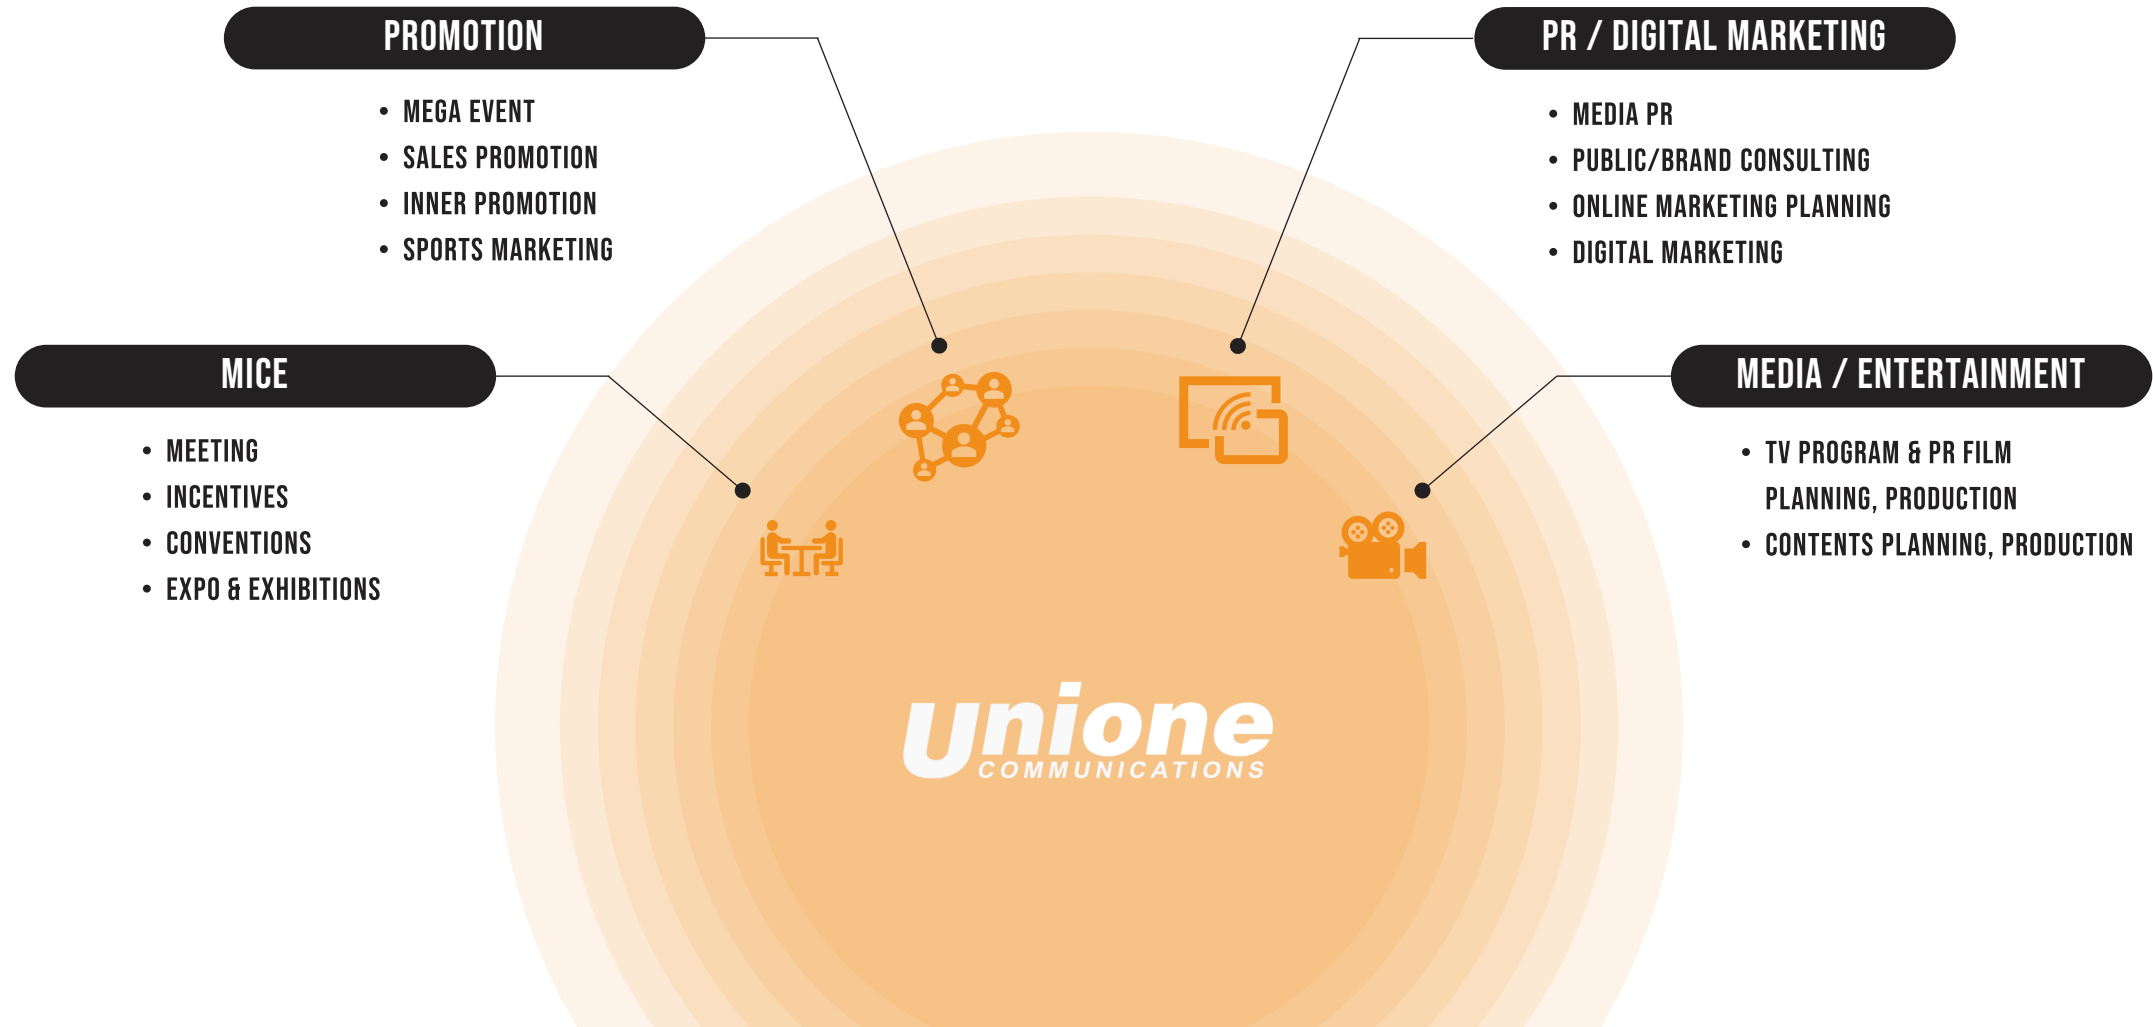 PROMOTION
• MEGA EVENT
• SALES PROMOTION
• INNER PROMOTION
• SPORTS MARKETING
PR / DIGITAL MARKETING
• MEDIA PR
• PUBLIC/BRAND CONSULTING
• ONLINE MARKETING PLANNING
• DIGITAL MARKETING
MICE
• MEETING
• INCENTIVES
• CONVENTIONS
• EXPO & EXHIBITIONS
MEDIA / ENTERTAINMENT
• TV PROGRAM & PR FILM
PLANNING, PRODUCTION
• CONTENTS PLANNING, PRODUCTION
Unione
COMMUNICATIONS